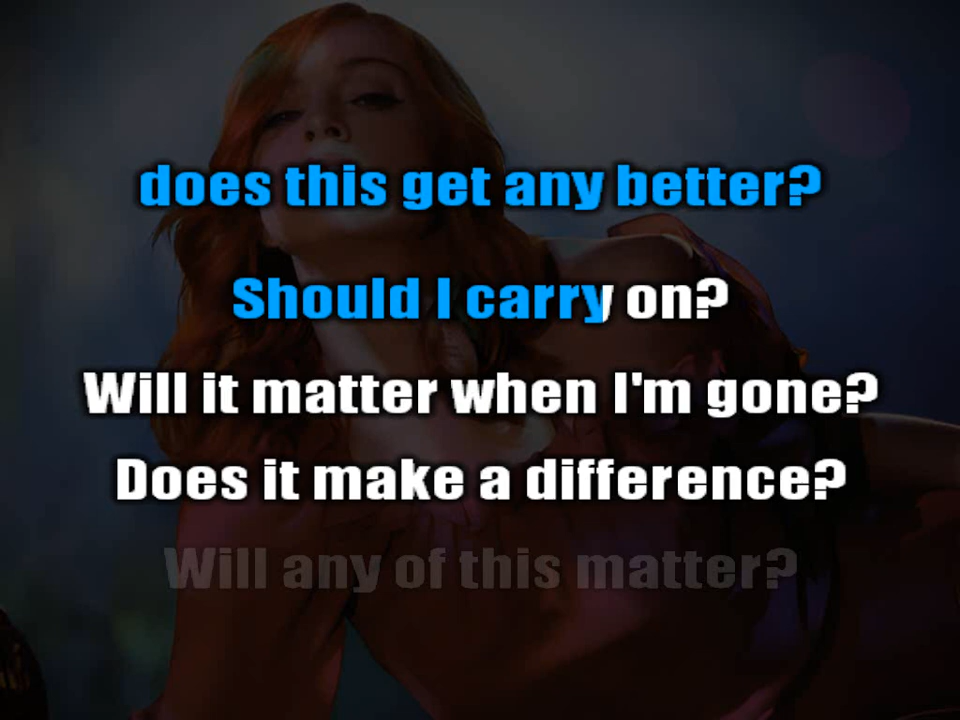 does this get any better?
Should I carry on?
Will it matter when I'm gone?
Does it make a difference?
Will any of this matter?